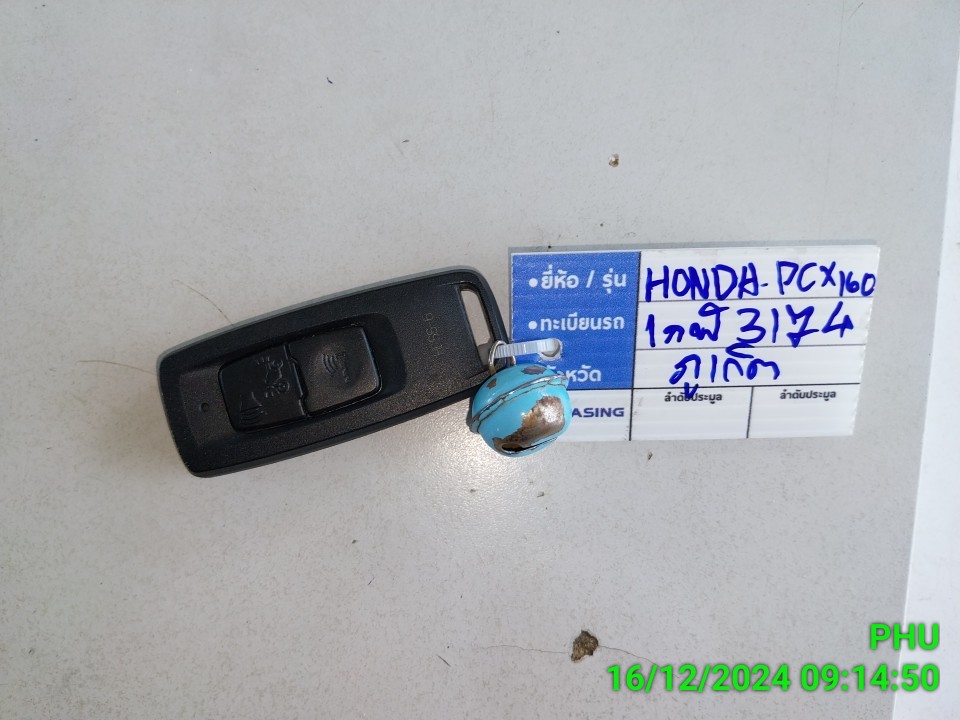 •ยี่ห้อ / รุ่น HONDA-PCX160
•ทะเบียนรถ 1กฬ 3174
หวัด ภูเก็ต
ASING ลำดับประมูล ลำดับประมูล
PHU
16/12/2024 09:14:50